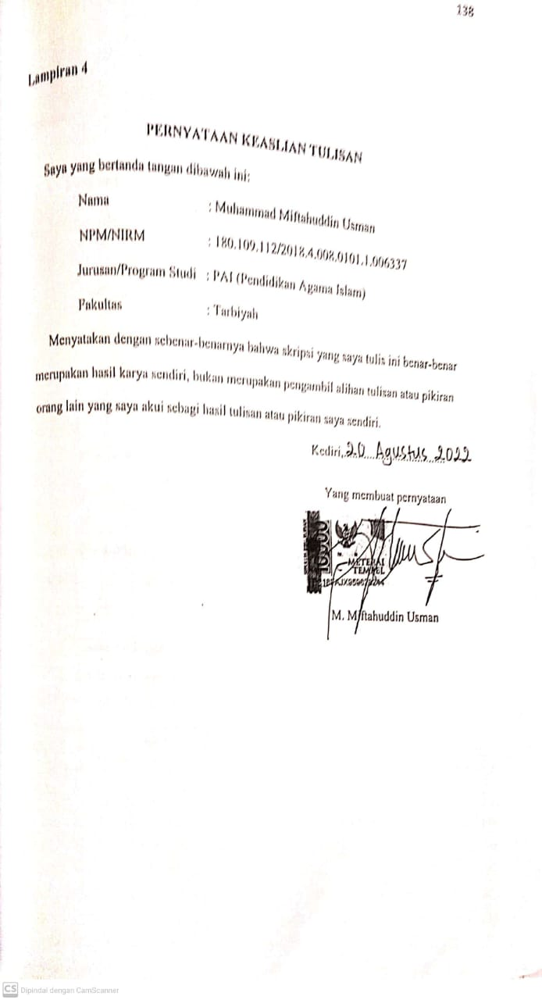 138
Lampiran 4
PERNYATAAN KEASLIAN TULISAN
Saya yang bertanda tangan dibawah ini:
Nama : Muhammad Miftahuddin Usman
NPM/NIRM : 180.109.112/2018.4.008.0101.1.006337
Jurusan/Program Studi : PAI (Pendidikan Agama Islam)
Fakultas : Tarbiyah
Menyatakan dengan sebenar-benarnya bahwa skripsi yang saya tulis ini benar-benar
merupakan hasil karya sendiri, bukan merupakan pengambil alihan tulisan atau pikiran
orang lain yang saya akui sebagi hasil tulisan atau pikiran saya sendiri.
Kediri, 20 Agustus 2022
Yang membuat pernyataan
10000
METERAI
TEMPEL
M. Miftahuddin Usman
CS Dipindai dengan CamScanner